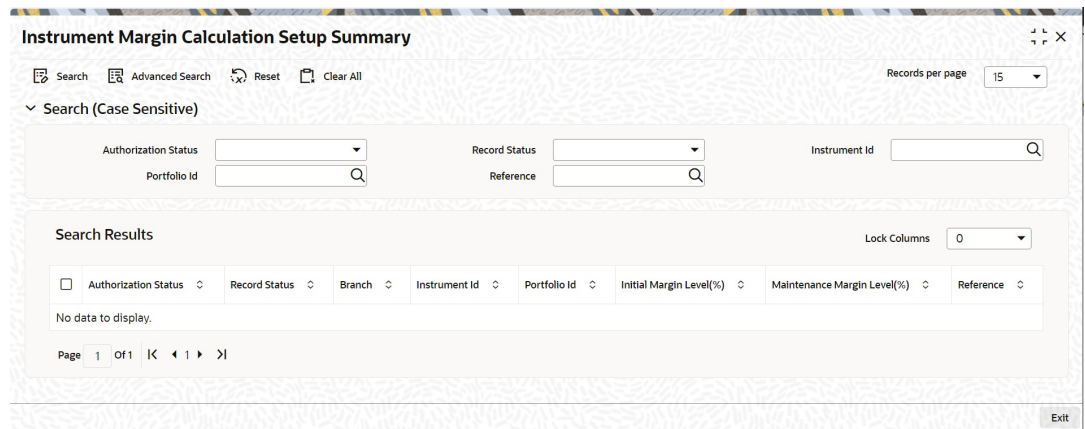 Instrument Margin Calculation Setup Summary
Search Advanced Search Reset Clear All Records per page 15
Search (Case Sensitive)
Authorization Status Record Status Instrument Id
Portfolio Id Reference
Search Results Lock Columns 0
Authorization Status Record Status Branch Instrument Id Portfolio Id Initial Margin Level(%) Maintenance Margin Level(%) Reference
No data to display.
Page 1 Of 1 1
Exit